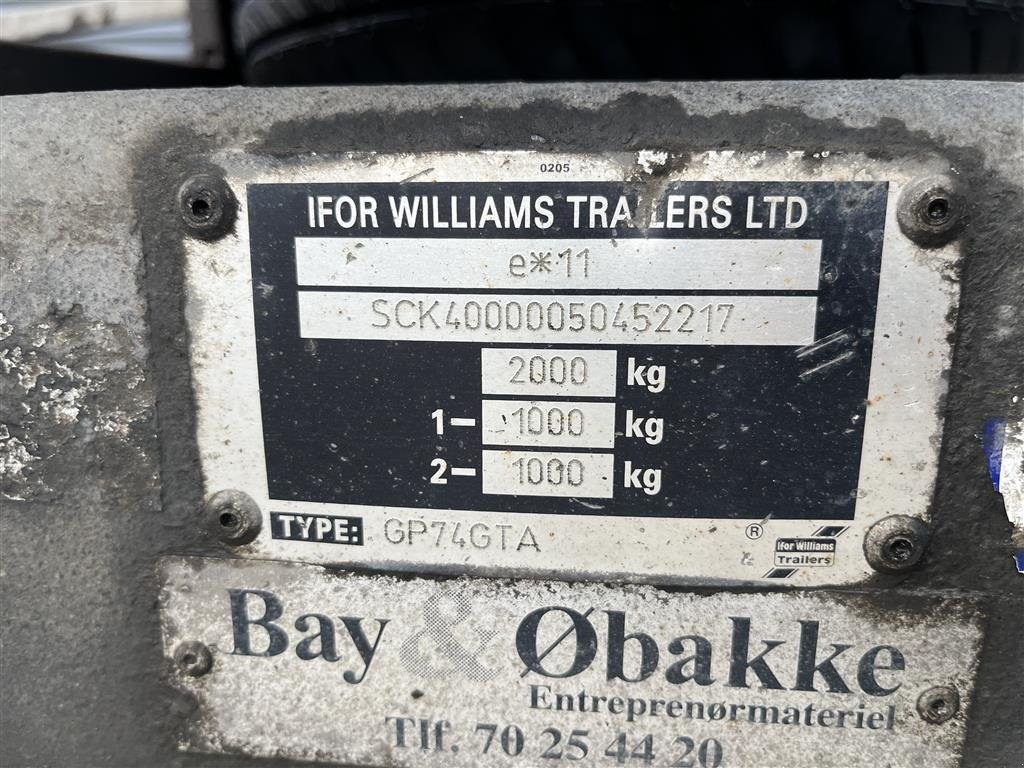 0205
IFOR WILLIAMS TRAILERS LTD
e*11
SCK40000050452217
2000 kg
1- 1000 kg
2- 1000 kg
TYPE: GP74GTA ®
Ifor Williams
Trailers
Bay & Øbakke
Entreprenørmateriel
Tlf. 70 25 44 20